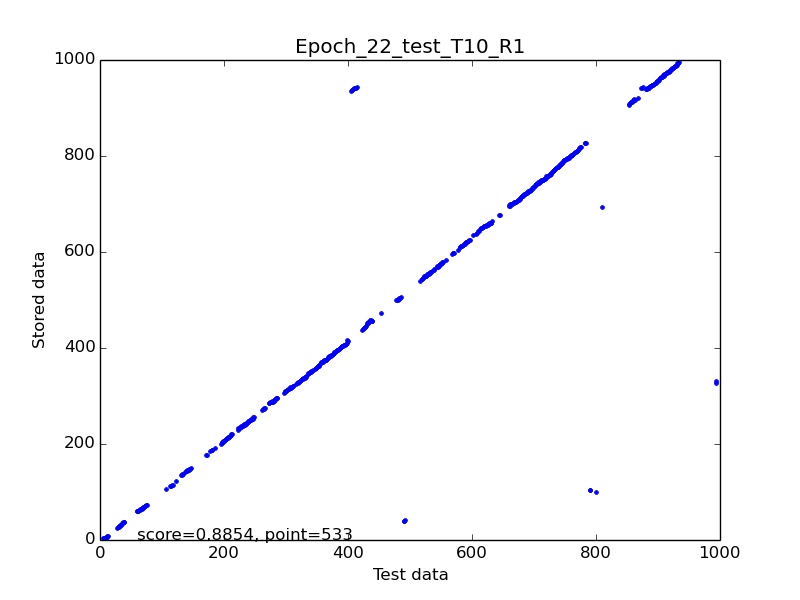 Epoch_22_test_T10_R1
1000
800
600
400
200
0
Stored data
score=0.8854, point=533
0 200 400 600 800 1000
Test data